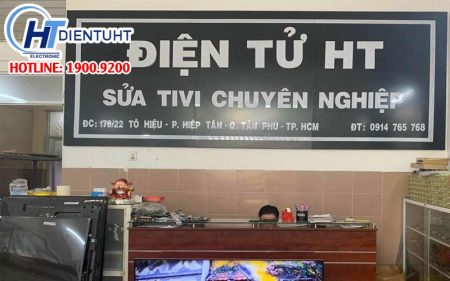 HT DIENTUHT
ELECTRONIC
HOTLINE: 1900.9200
ĐIỆN TỬ HT
SỬA TIVI CHUYÊN NGHIỆP
ĐC: 178/22 TÔ HIỆU - P. HIỆP TÂN - Q. TÂN PHÚ - TP. HCM ĐT: 0914 765 768